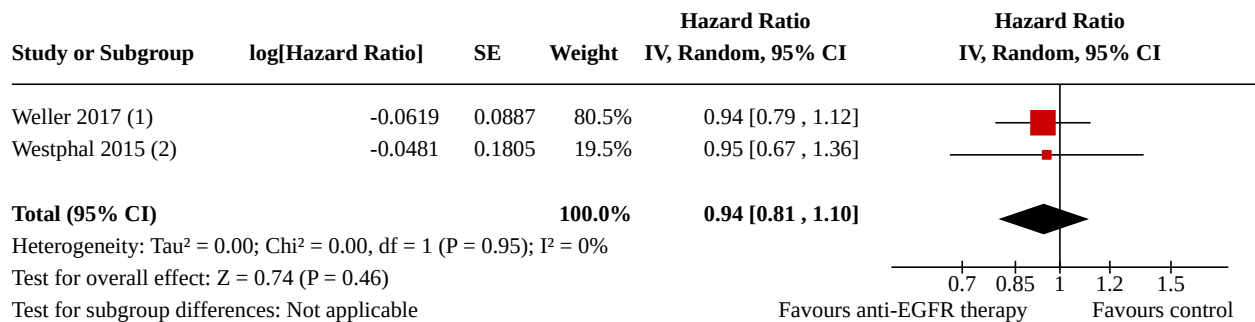 Hazard Ratio Hazard Ratio
Study or Subgroup log[Hazard Ratio] SE Weight IV, Random, 95% CI IV, Random, 95% CI
Weller 2017 (1) -0.0619 0.0887 80.5% 0.94 [0.79 , 1.12]
Westphal 2015 (2) -0.0481 0.1805 19.5% 0.95 [0.67 , 1.36]
Total (95% CI) 100.0% 0.94 [0.81 , 1.10]
Heterogeneity: Tau² = 0.00; Chi² = 0.00, df = 1 (P = 0.95); I² = 0%
Test for overall effect: Z = 0.74 (P = 0.46)
0.7 0.85 1 1.2 1.5
Test for subgroup differences: Not applicable Favours anti-EGFR therapy Favours control